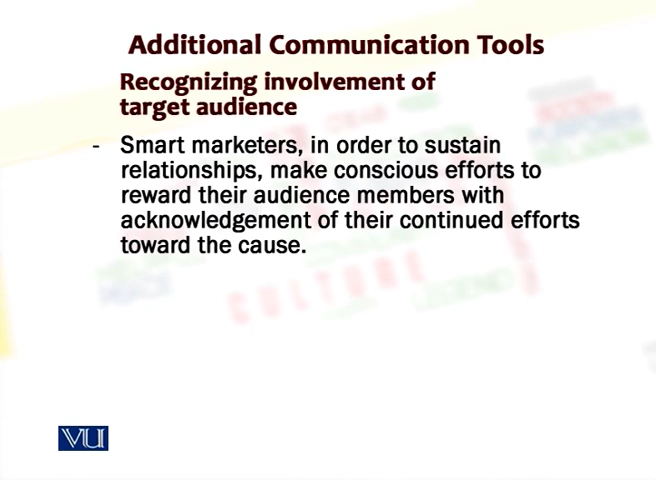 Additional Communication Tools
Recognizing involvement of
target audience
- Smart marketers, in order to sustain
relationships, make conscious efforts to
reward their audience members with
acknowledgement of their continued efforts
toward the cause.
CULTURE
VU